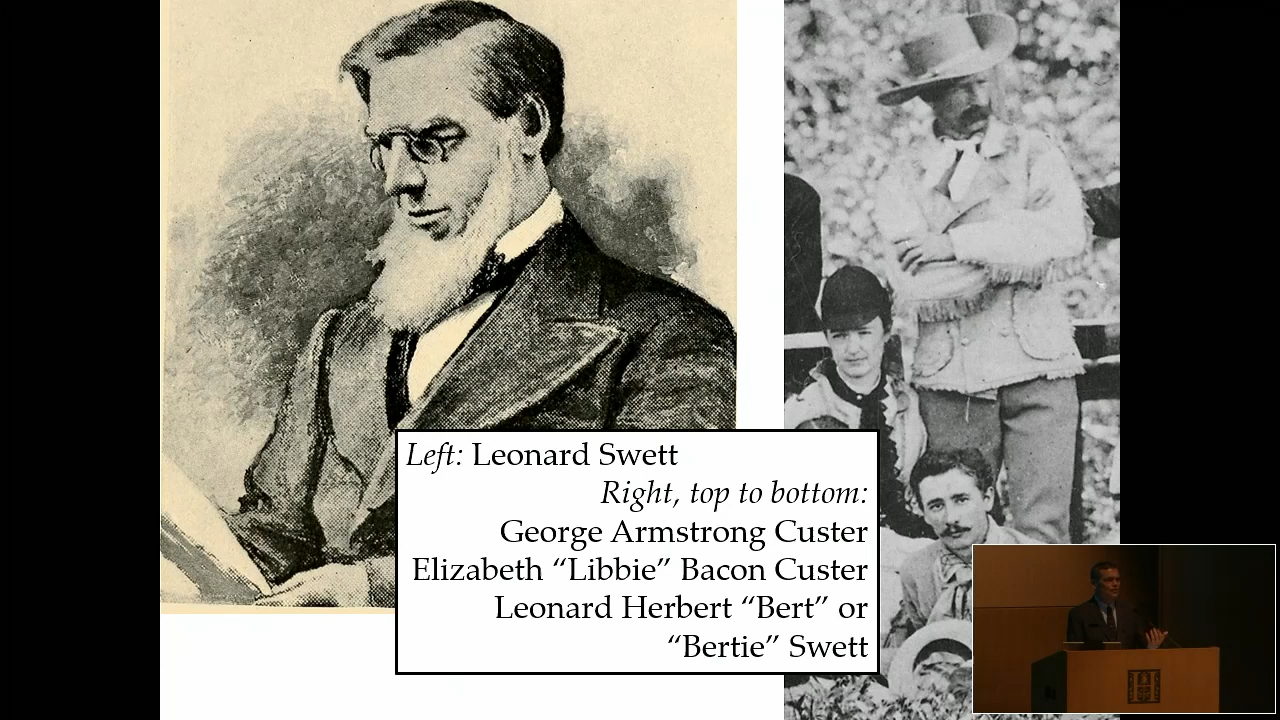 Left: Leonard Swett
Right, top to bottom:
George Armstrong Custer
Elizabeth “Libbie” Bacon Custer
Leonard Herbert “Bert” or
“Bertie” Swett